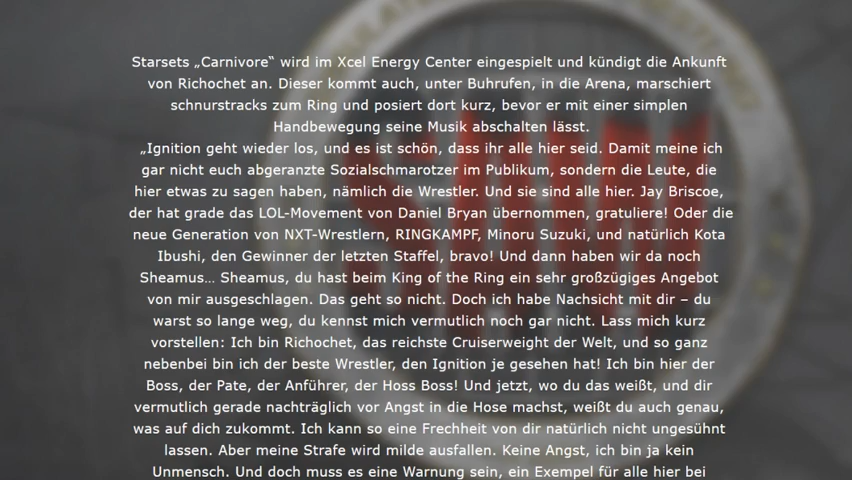 Starsets „Carnivore“ wird im Xcel Energy Center eingespielt und kündigt die Ankunft
von Richochet an. Dieser kommt auch, unter Buhrufen, in die Arena, marschiert
schnurstracks zum Ring und posiert dort kurz, bevor er mit einer simplen
Handbewegung seine Musik abschalten lässt.
„Ignition geht wieder los, und es ist schön, dass ihr alle hier seid. Damit meine ich
gar nicht euch abgeranzte Sozialschmarotzer im Publikum, sondern die Leute, die
hier etwas zu sagen haben, nämlich die Wrestler. Und sie sind alle hier. Jay Briscoe,
der hat grade das LOL-Movement von Daniel Bryan übernommen, gratuliere! Oder die
neue Generation von NXT-Wrestlern, RINGKAMPF, Minoru Suzuki, und natürlich Kota
Ibushi, den Gewinner der letzten Staffel, bravo! Und dann haben wir da noch
Sheamus… Sheamus, du hast beim King of the Ring ein sehr großzügiges Angebot
von mir ausgeschlagen. Das geht so nicht. Doch ich habe Nachsicht mit dir – du
warst so lange weg, du kennst mich vermutlich noch gar nicht. Lass mich kurz
vorstellen: Ich bin Richochet, das reichste Cruiserweight der Welt, und so ganz
nebenbei bin ich der beste Wrestler, den Ignition je gesehen hat! Ich bin hier der
Boss, der Pate, der Anführer, der Hoss Boss! Und jetzt, wo du das weißt, und dir
vermutlich gerade nachträglich vor Angst in die Hose machst, weißt du auch genau,
was auf dich zukommt. Ich kann so eine Frechheit von dir natürlich nicht ungesühnt
lassen. Aber meine Strafe wird milde ausfallen. Keine Angst, ich bin ja kein
Unmensch. Und doch muss es eine Warnung sein, ein Exempel für alle hier bei